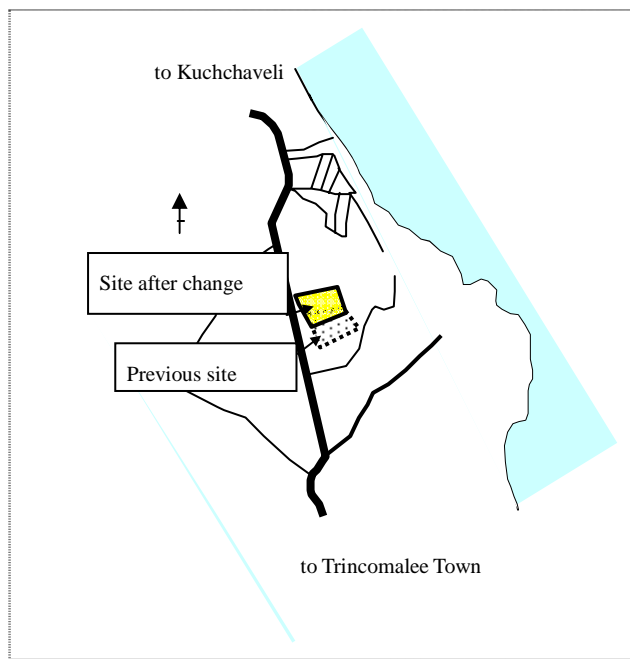 to Kuchchaveli
Site after change
Previous site
to Trincomalee Town